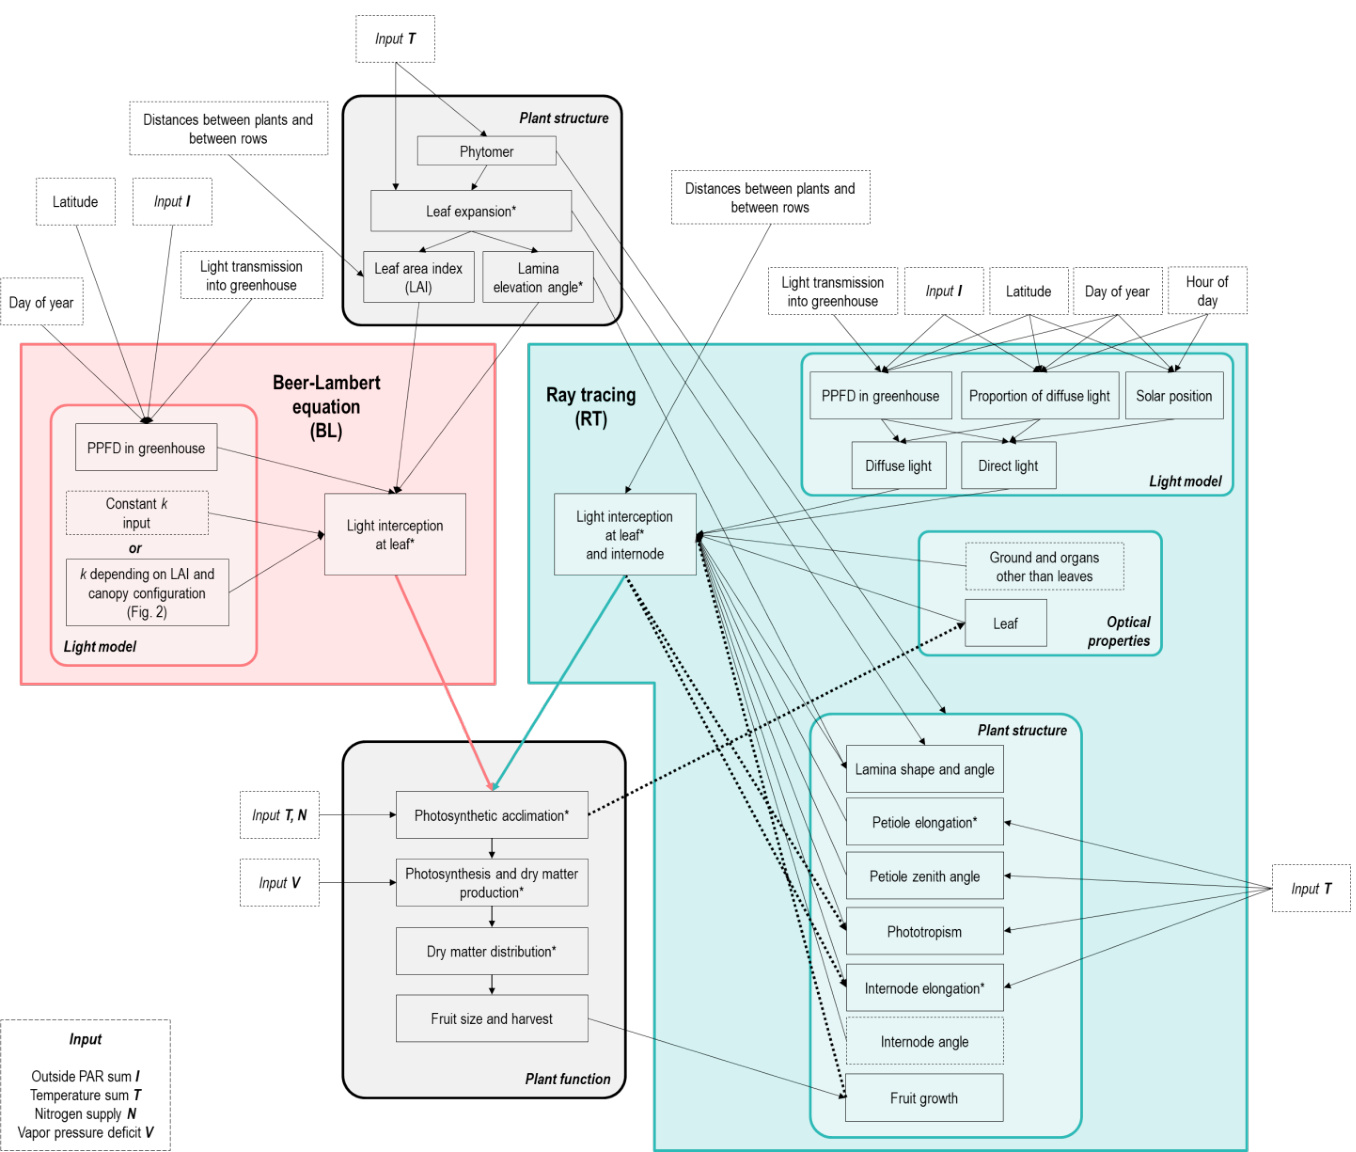 Input T
Plant structure
Distances between plants and
between rows
Phytomer
Latitude
Input I
Leaf expansion*
Distances between plants and
between rows
Light transmission
into greenhouse
Leaf area index
(LAI)
Lamina
elevation angle*
Day of year
Light transmission
into greenhouse
Input I
Latitude
Day of year
Hour of
day
Beer-Lambert
equation
(BL)
PPFD in greenhouse
Constant k
input
or
k depending on LAI and
canopy configuration
(Fig. 2)
Light model
Light interception
at leaf*
Ray tracing
(RT)
PPFD in greenhouse
Proportion of diffuse light
Solar position
Diffuse light
Direct light
Light model
Light interception
at leaf*
and internode
Ground and organs
other than leaves
Leaf
Optical
properties
Plant structure
Lamina shape and angle
Petiole elongation*
Petiole zenith angle
Phototropism
Internode elongation*
Internode angle
Fruit growth
Input T
Input T, N
Input V
Photosynthetic acclimation*
Photosynthesis and dry matter
production*
Dry matter distribution*
Fruit size and harvest
Plant function
Input
Outside PAR sum I
Temperature sum T
Nitrogen supply N
Vapor pressure deficit V